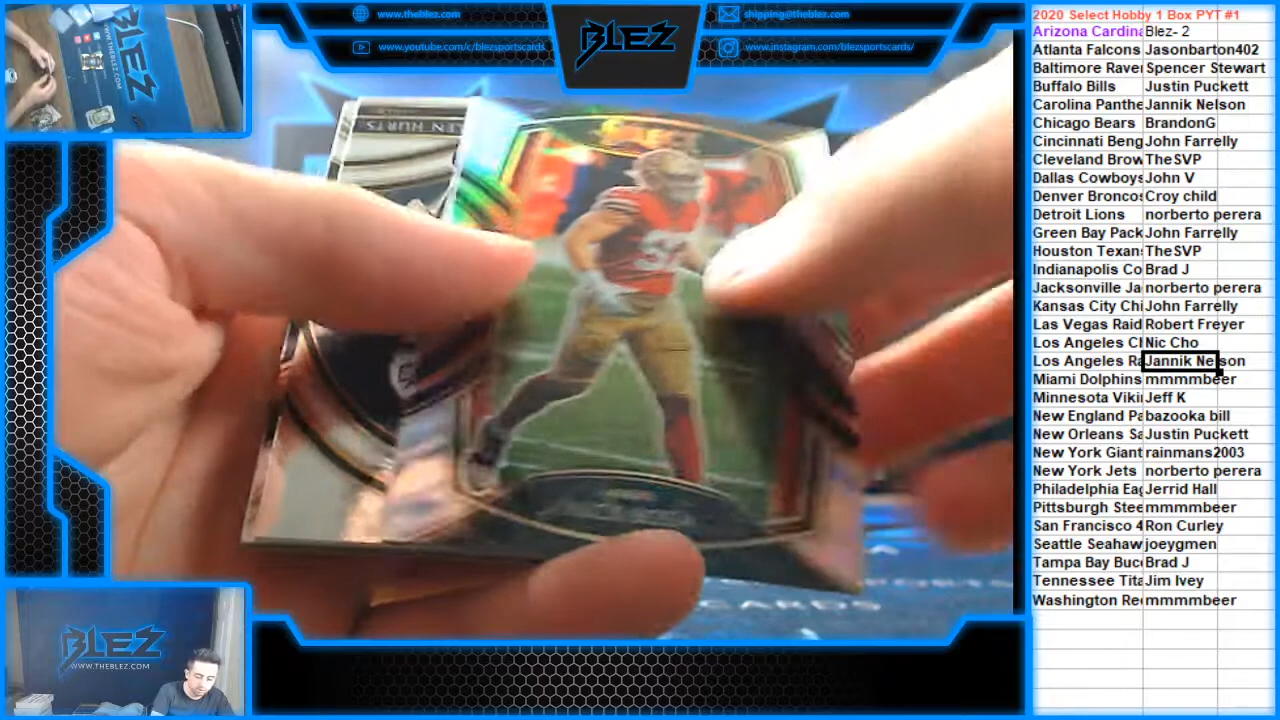 www.theblez.com
www.youtube.com/c/blezsportscards
BLEZ
shipping@theblez.com
www.instagram.com/blezsportscards/
BLEZ
EN HURTS
SELECT
CARDS
BLEZ
WWW.THEBLEZ.COM
2020 Select Hobby 1 Box PYT #1
Arizona Cardina Blez- 2
Atlanta Falcons Jasonbarton402
Baltimore Raver Spencer Stewart
Buffalo Bills Justin Puckett
Carolina Panthe Jannik Nelson
Chicago Bears BrandonG
Cincinnati Beng John Farrelly
Cleveland Brow TheSVP
Dallas Cowboys John V
Denver Broncos Croy child
Detroit Lions norberto perera
Green Bay Pack John Farrelly
Houston Texans TheSVP
Indianapolis Co Brad J
Jacksonville Ja norberto perera
Kansas City Chi John Farrelly
Las Vegas Raid Robert Freyer
Los Angeles Cl Nic Cho
Los Angeles Ra Jannik Nelson
Miami Dolphins mmmmbeer
Minnesota Viki Jeff K
New England Pa bazooka bill
New Orleans Sa Justin Puckett
New York Giant rainmans2003
New York Jets norberto perera
Philadelphia Eag Jerrid Hall
Pittsburgh Stee mmmmbeer
San Francisco 4 Ron Curley
Seattle Seahaw joeygmen
Tampa Bay Buc Brad J
Tennessee Tita Jim Ivey
Washington Re mmmmbeer